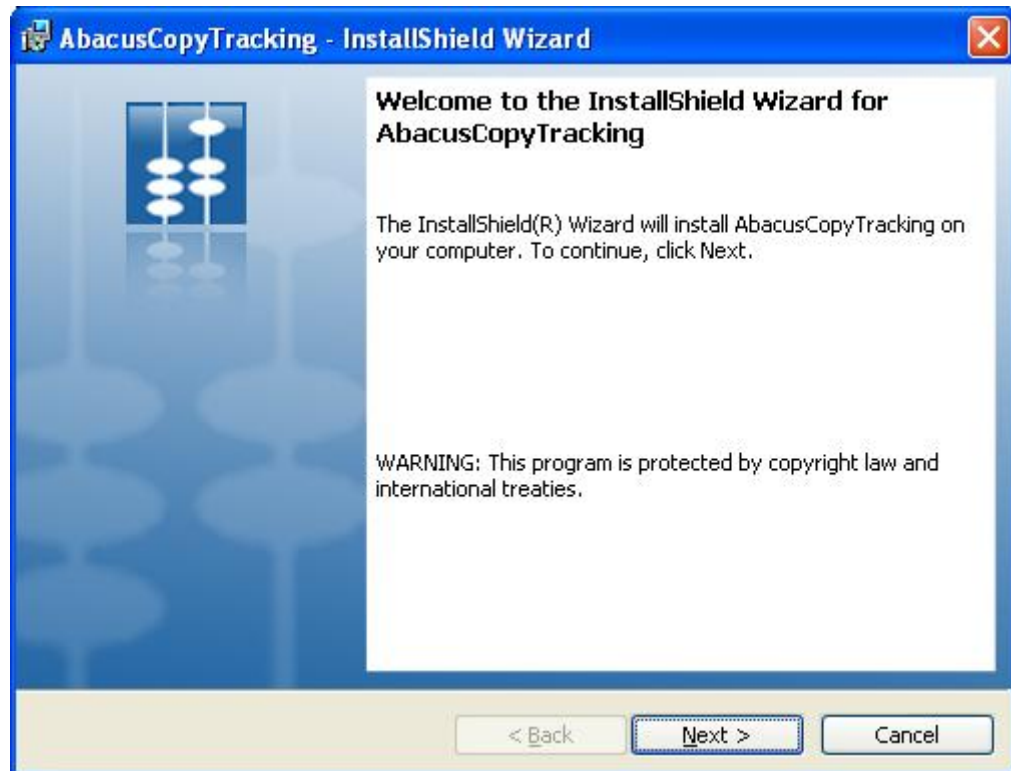 AbacusCopyTracking - InstallShield Wizard
Welcome to the InstallShield Wizard for
AbacusCopyTracking
The InstallShield(R) Wizard will install AbacusCopyTracking on
your computer. To continue, click Next.
WARNING: This program is protected by copyright law and
international treaties.
< Back
Next >
Cancel